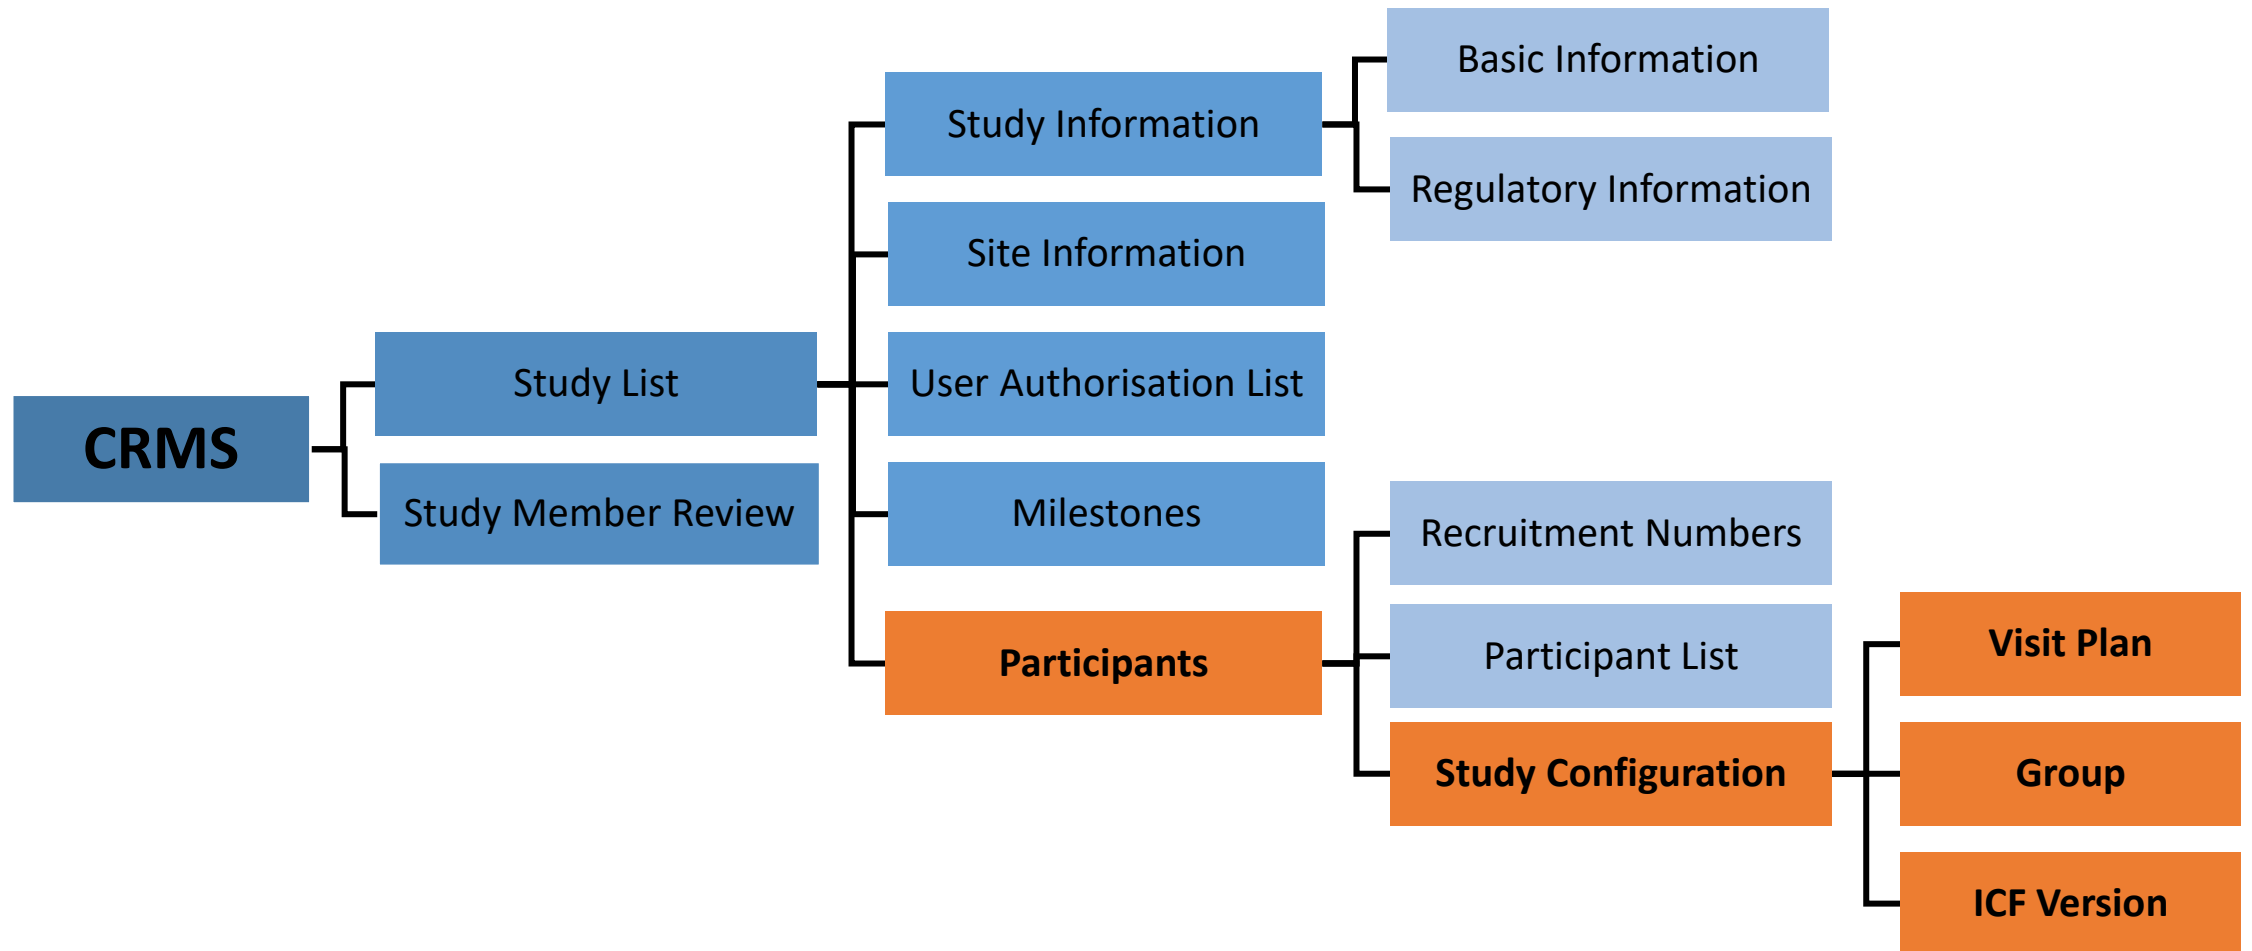 CRMS
Study List
Study Member Review
Study Information
Site Information
User Authorisation List
Milestones
Participants
Basic Information
Regulatory Information
Recruitment Numbers
Participant List
Study Configuration
Visit Plan
Group
ICF Version